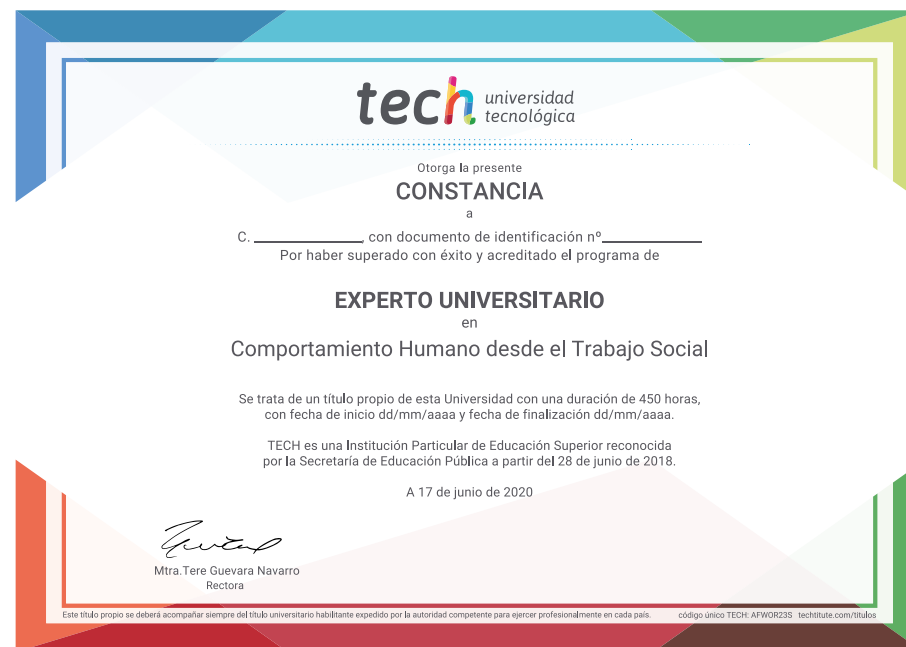 tech universidad
tecnológica
Otorga la presente
CONSTANCIA
a
C. ____________, con documento de identificación nº____________
Por haber superado con éxito y acreditado el programa de
EXPERTO UNIVERSITARIO
en
Comportamiento Humano desde el Trabajo Social
Se trata de un título propio de esta Universidad con una duración de 450 horas,
con fecha de inicio dd/mm/aaaa y fecha de finalización dd/mm/aaaa.
TECH es una Institución Particular de Educación Superior reconocida
por la Secretaría de Educación Pública a partir del 28 de junio de 2018.
A 17 de junio de 2020
Mtra.Tere Guevara Navarro
Rectora
Este título propio se deberá acompañar siempre del título universitario habilitante expedido por la autoridad competente para ejercer profesionalmente en cada país. código único TECH: AFWOR23S techtitute.com/titulos